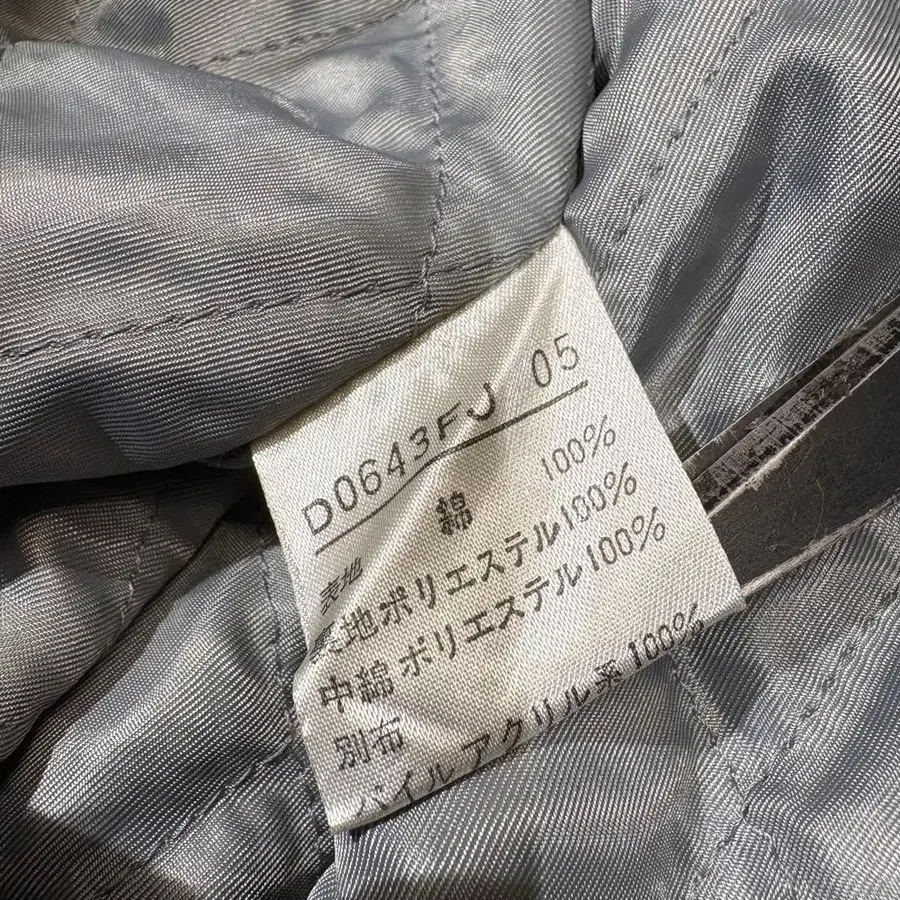 D0643FJ 05
表地 綿 100%
裏地ポリエステル100%
中綿ポリエステル100%
別布
パイルアクリル系100%